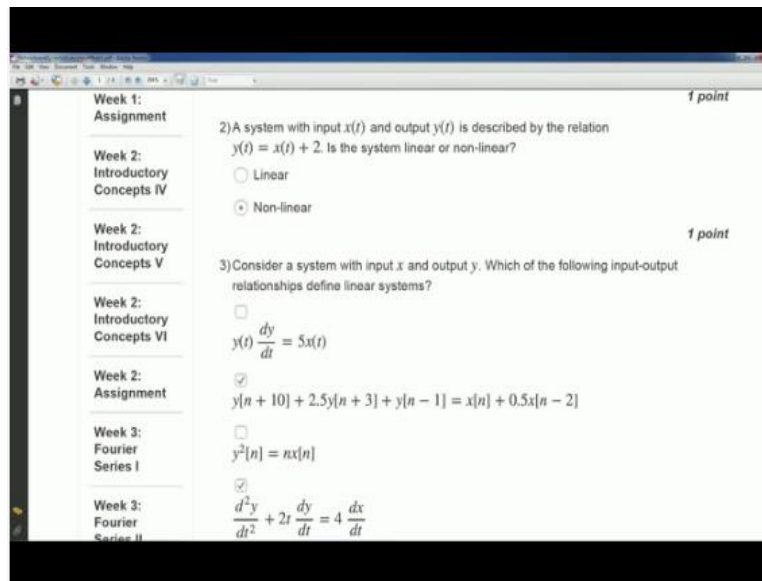 1 point
Week 1:
Assignment
2) A system with input x(t) and output y(t) is described by the relation
y(t) = x(t) + 2. Is the system linear or non-linear?
Linear
Non-linear
Week 2:
Introductory
Concepts IV
Week 2:
Introductory
Concepts V
1 point
3) Consider a system with input x and output y. Which of the following input-output
relationships define linear systems?
Week 2:
Introductory
Concepts VI
y(t) dy/dt = 5x(t)
Week 2:
Assignment
y[n + 10] + 2.5y[n + 3] + y[n − 1] = x[n] + 0.5x[n − 2]
Week 3:
Fourier
Series I
y²[n] = nx[n]
Week 3:
Fourier
Series II
d²y/dt² + 2t dy/dt = 4 dx/dt